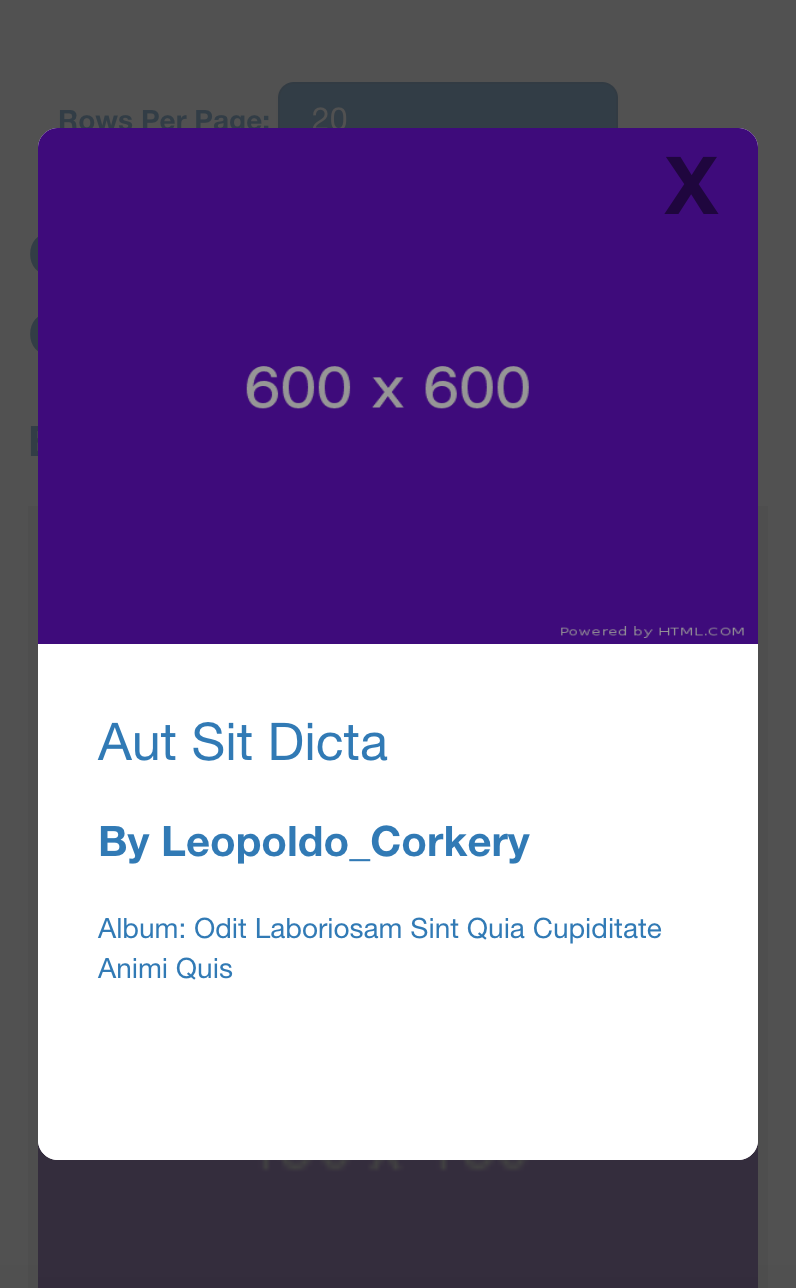 Rows Per Page: 20
X
600 x 600
Powered by HTML.COM
Aut Sit Dicta
By Leopoldo_Corkery
Album: Odit Laboriosam Sint Quia Cupiditate
Animi Quis